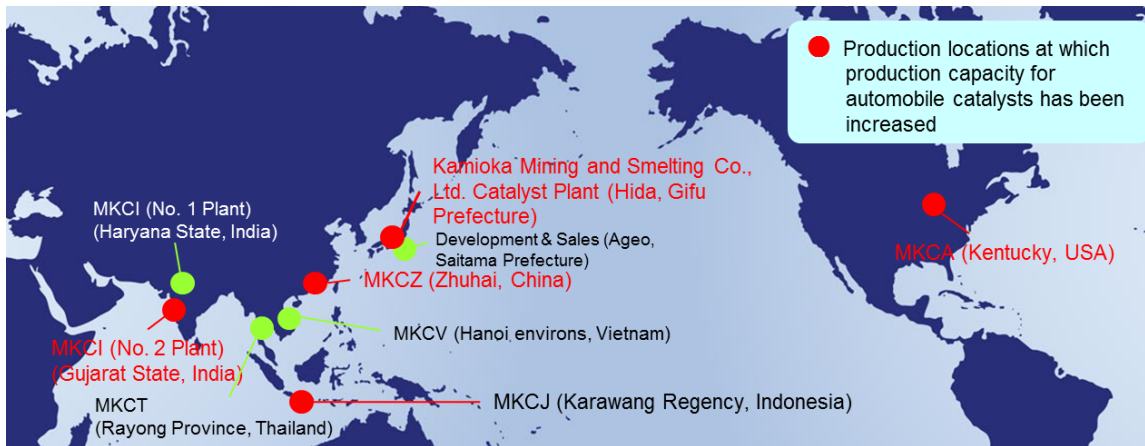 Production locations at which
production capacity for
automobile catalysts has been
increased
Kamioka Mining and Smelting Co.,
Ltd. Catalyst Plant (Hida, Gifu
Prefecture)
Development & Sales (Ageo,
Saitama Prefecture)
MKCI (No. 1 Plant)
(Haryana State, India)
MKCA (Kentucky, USA)
MKCZ (Zhuhai, China)
MKCV (Hanoi environs, Vietnam)
MKCI (No. 2 Plant)
(Gujarat State, India)
MKCT
(Rayong Province, Thailand)
MKCJ (Karawang Regency, Indonesia)